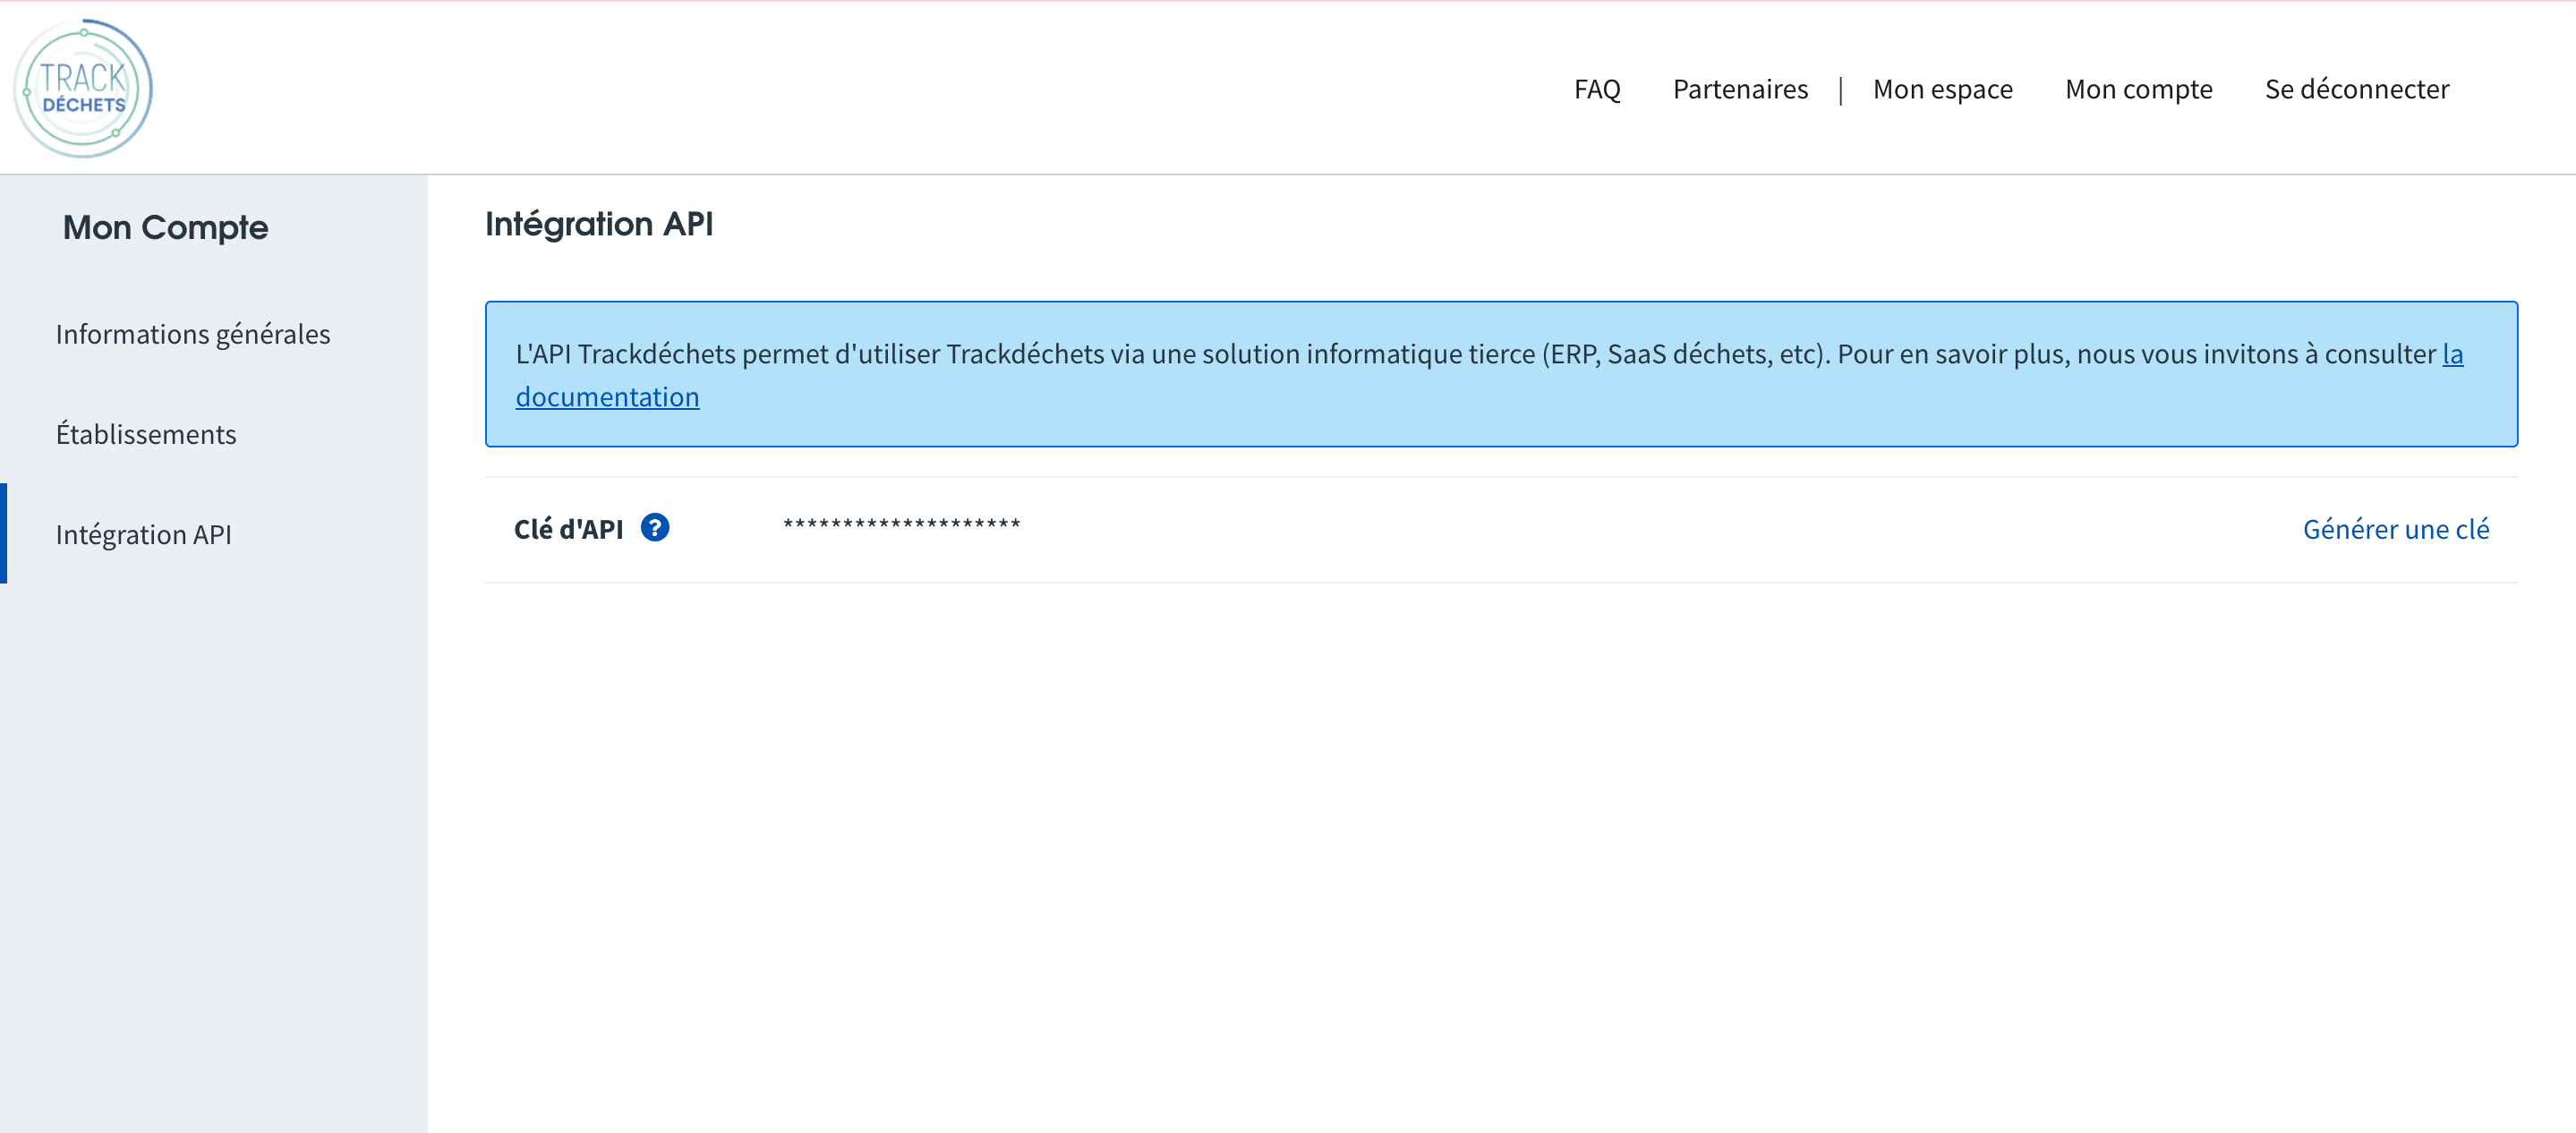 TRACK
DÉCHETS
FAQ Partenaires | Mon espace Mon compte Se déconnecter
Mon Compte
Informations générales
Établissements
Intégration API
Intégration API
L'API Trackdéchets permet d'utiliser Trackdéchets via une solution informatique tierce (ERP, SaaS déchets, etc). Pour en savoir plus, nous vous invitons à consulter la
documentation
Clé d'API ? ******************** Générer une clé